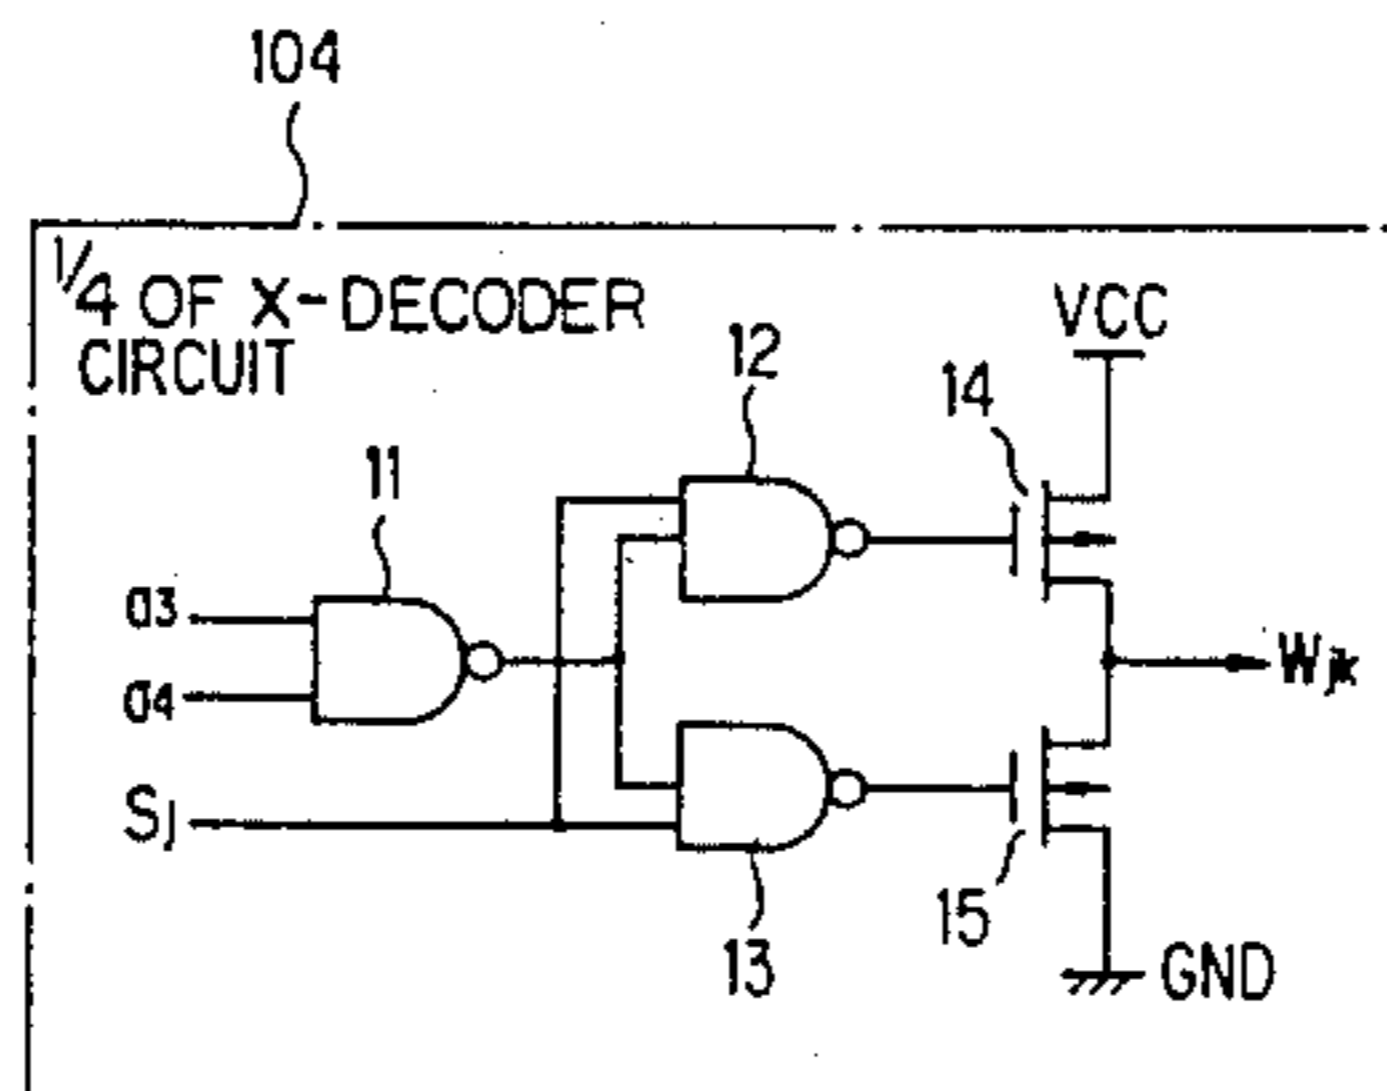 104
1/4 OF X-DECODER
CIRCUIT
VCC
12
14
11
a3
a4
Wjk
Sj
15
13
GND